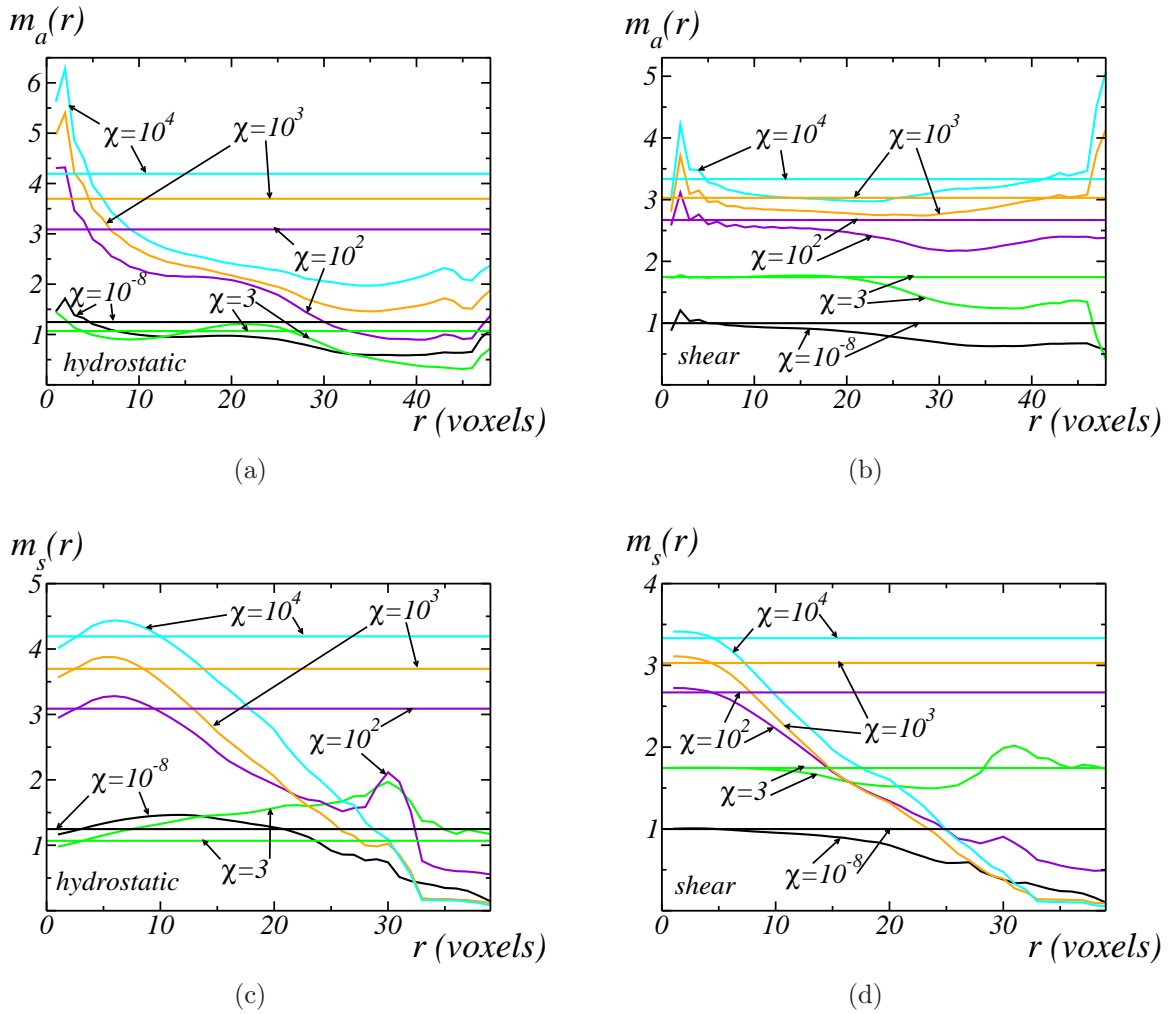 m_a(r)
6
5
4
3
2
1
χ=10^4
χ=10^3
χ=10^2
χ=10^-8
χ=3
hydrostatic
0 10 20 30 40
r (voxels)
(a)
m_a(r)
5
4
3
2
1
χ=10^4
χ=10^3
χ=10^2
χ=3
χ=10^-8
shear
0 10 20 30 40
r (voxels)
(b)
m_s(r)
5
4
3
2
1
χ=10^4
χ=10^3
χ=10^2
χ=10^-8
χ=3
hydrostatic
0 10 20 30
r (voxels)
(c)
m_s(r)
4
3
2
1
χ=10^4
χ=10^3
χ=10^2
χ=3
χ=10^-8
shear
0 10 20 30
r (voxels)
(d)